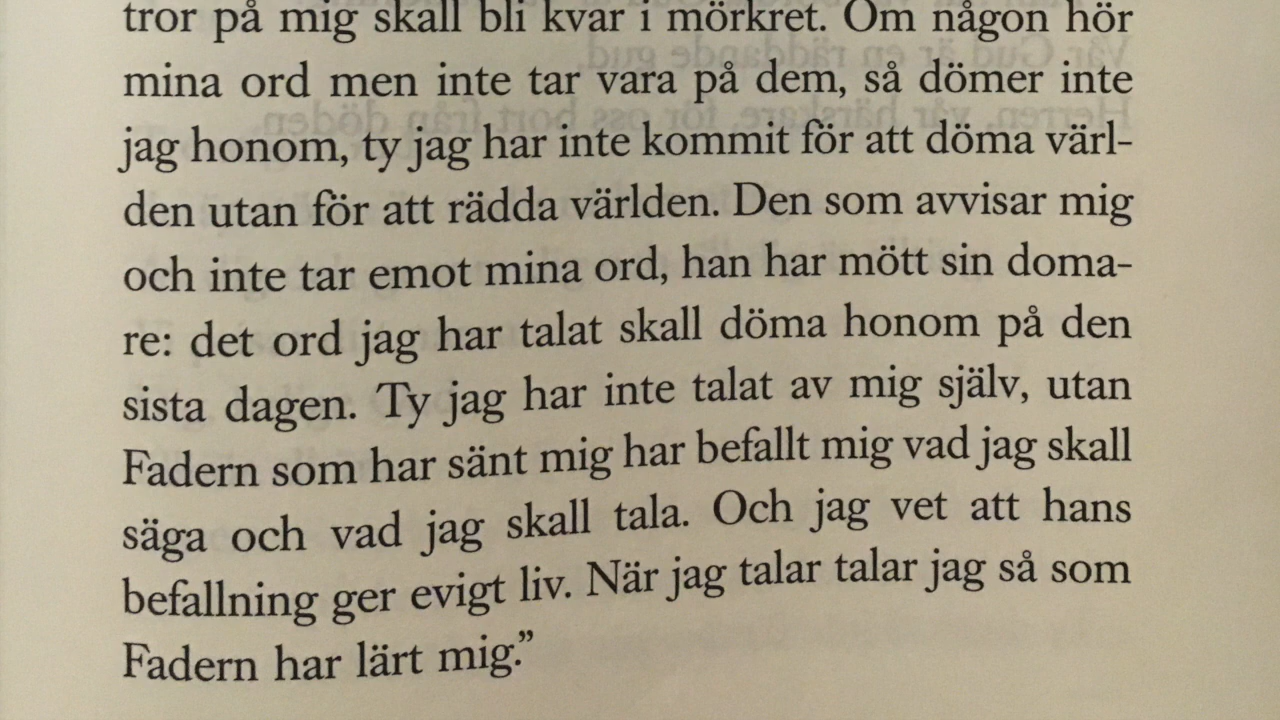 tror på mig skall bli kvar i mörkret. Om någon hör
mina ord men inte tar vara på dem, så dömer inte
jag honom, ty jag har inte kommit för att döma värl-
den utan för att rädda världen. Den som avvisar mig
och inte tar emot mina ord, han har mött sin doma-
re: det ord jag har talat skall döma honom på den
sista dagen. Ty jag har inte talat av mig själv, utan
Fadern som har sänt mig har befallt mig vad jag skall
säga och vad jag skall tala. Och jag vet att hans
befallning ger evigt liv. När jag talar talar jag så som
Fadern har lärt mig.”